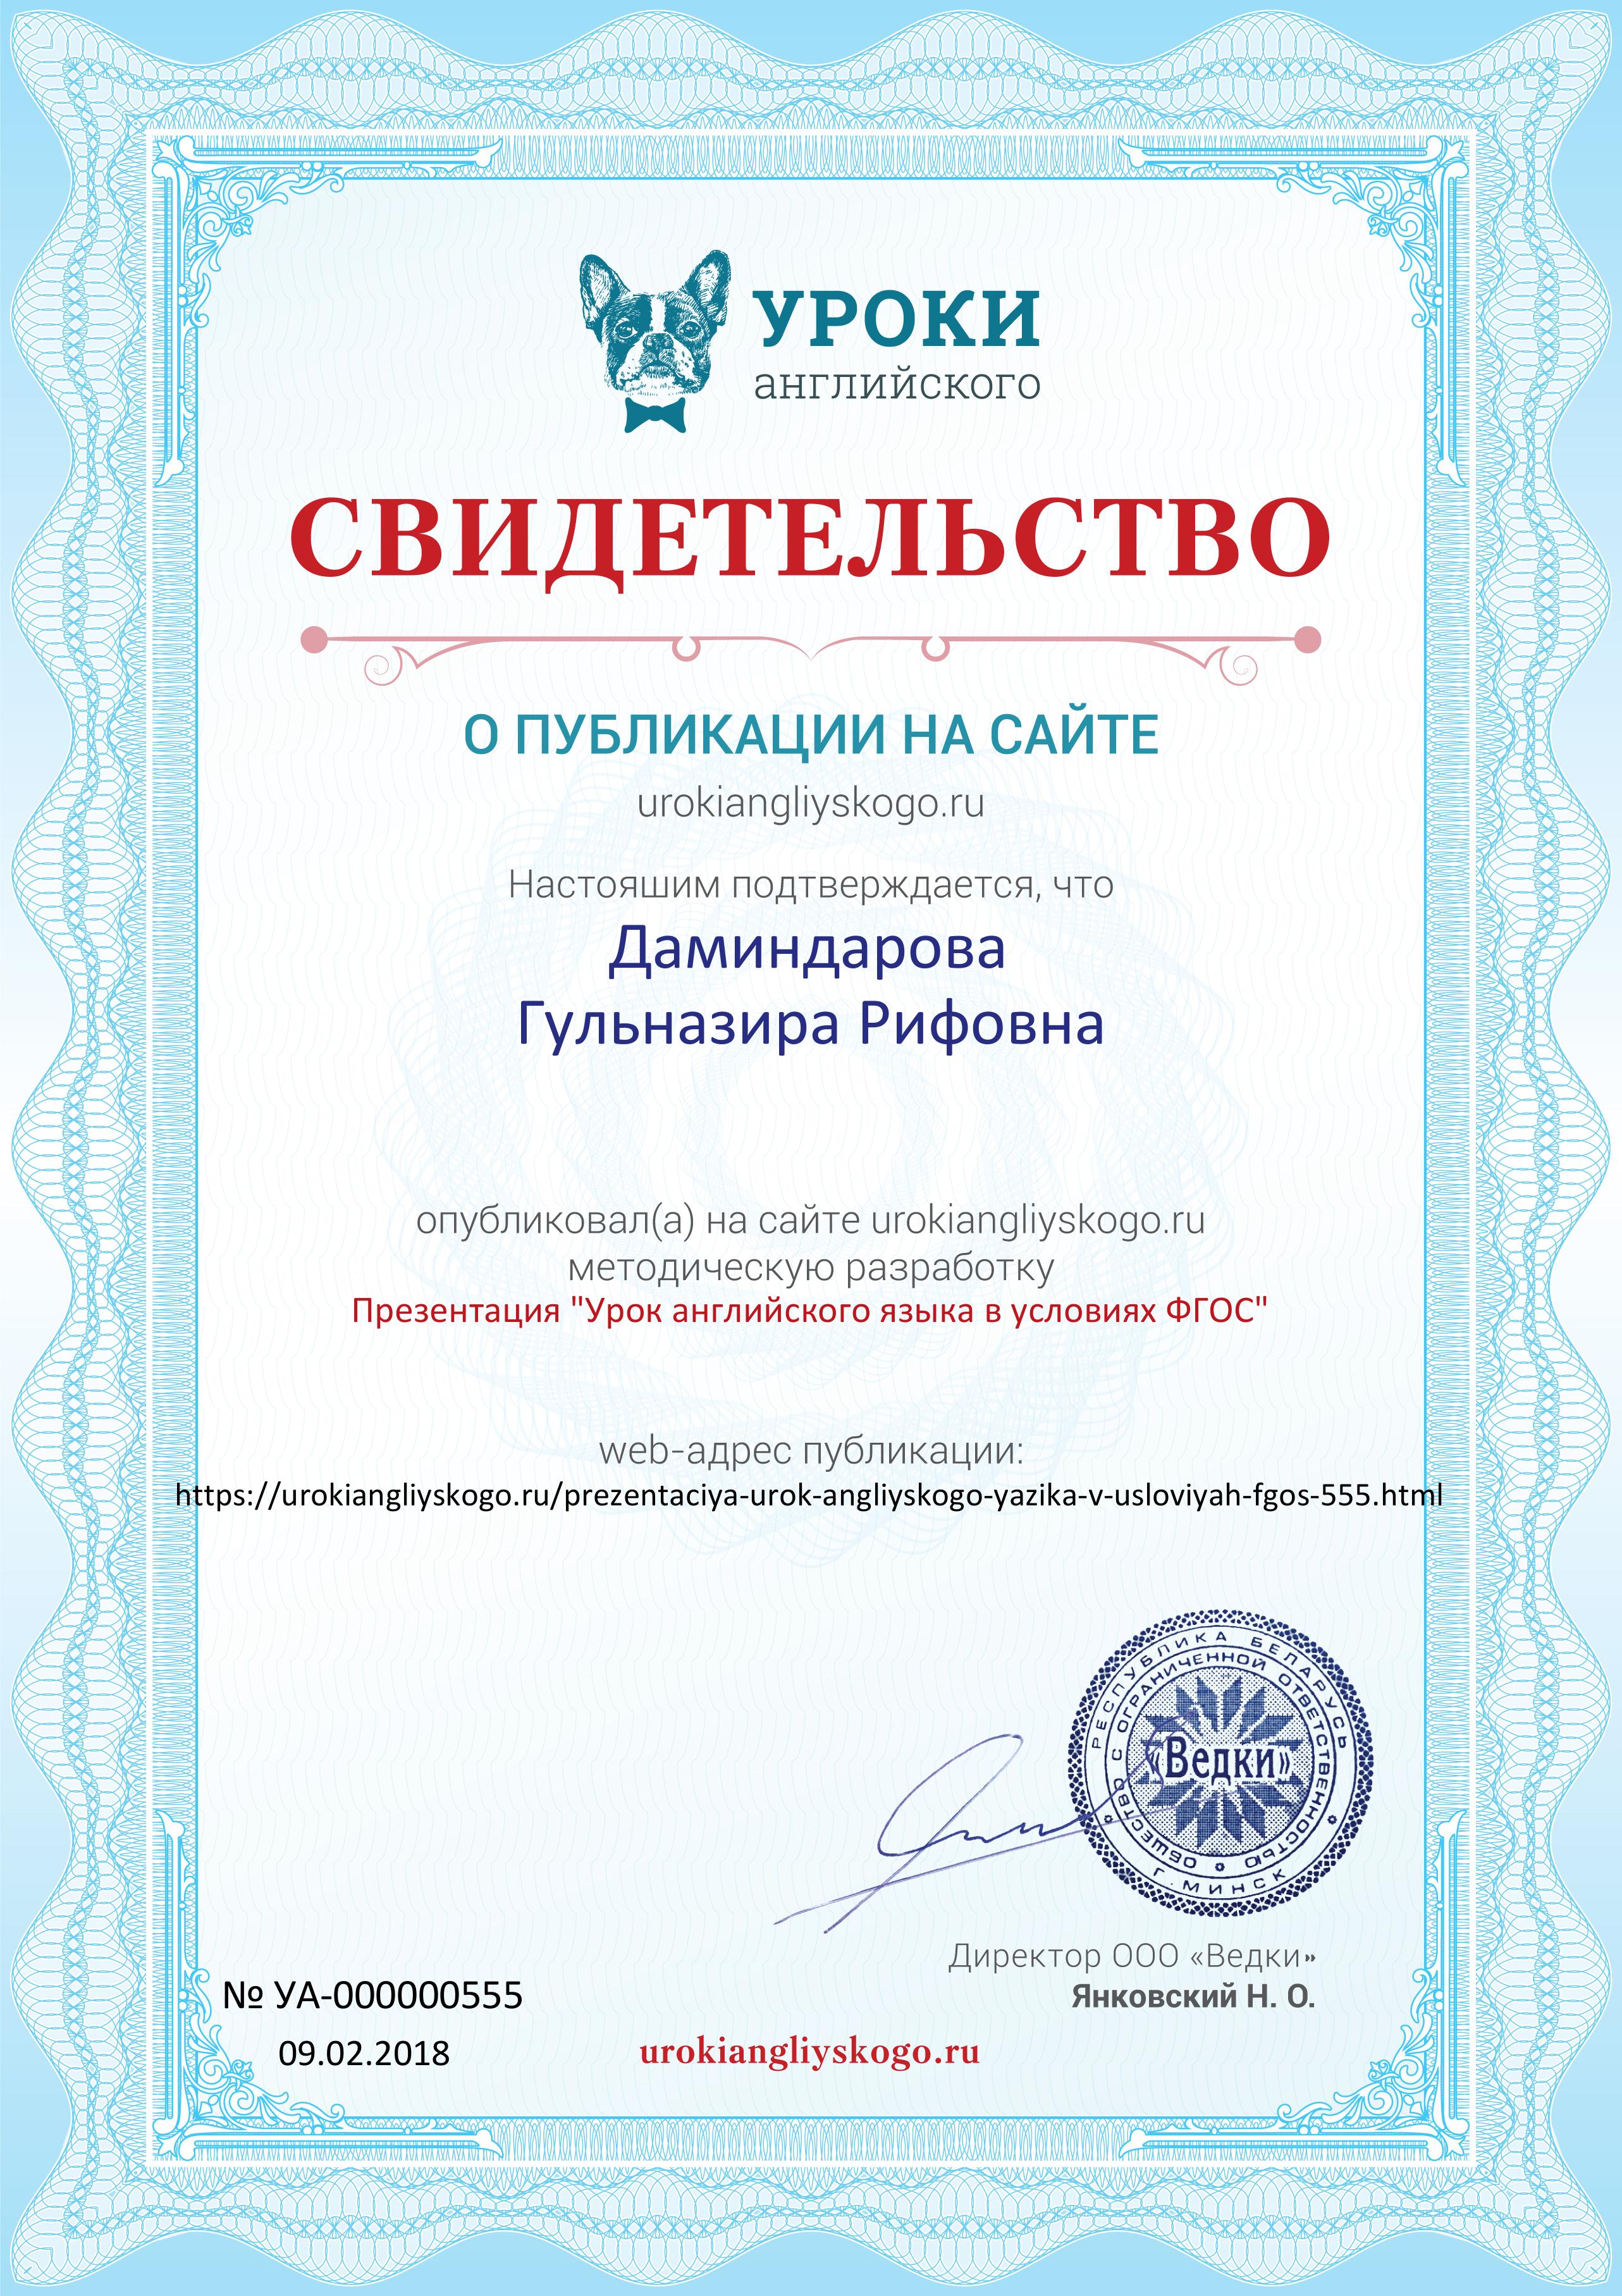 УРОКИ
английского
СВИДЕТЕЛЬСТВО
О ПУБЛИКАЦИИ НА САЙТЕ
urokiangliyskogo.ru
Настояшим подтверждается, что
Даминдарова
Гульназира Рифовна
опубликовал(а) на сайте urokiangliyskogo.ru
методическую разработку
Презентация "Урок английского языка в условиях ФГОС"
web-адрес публикации:
https://urokiangliyskogo.ru/prezentaciya-urok-angliyskogo-yazika-v-usloviyah-fgos-555.html
РЕСПУБЛИКА БЕЛАРУСЬ
ОБЩЕСТВО С ОГРАНИЧЕННОЙ ОТВЕТСТВЕННОСТЬЮ
«Ведки»
Г. МИНСК
Директор ООО «Ведки»
Янковский Н. О.
№ УА-000000555
09.02.2018
urokiangliyskogo.ru